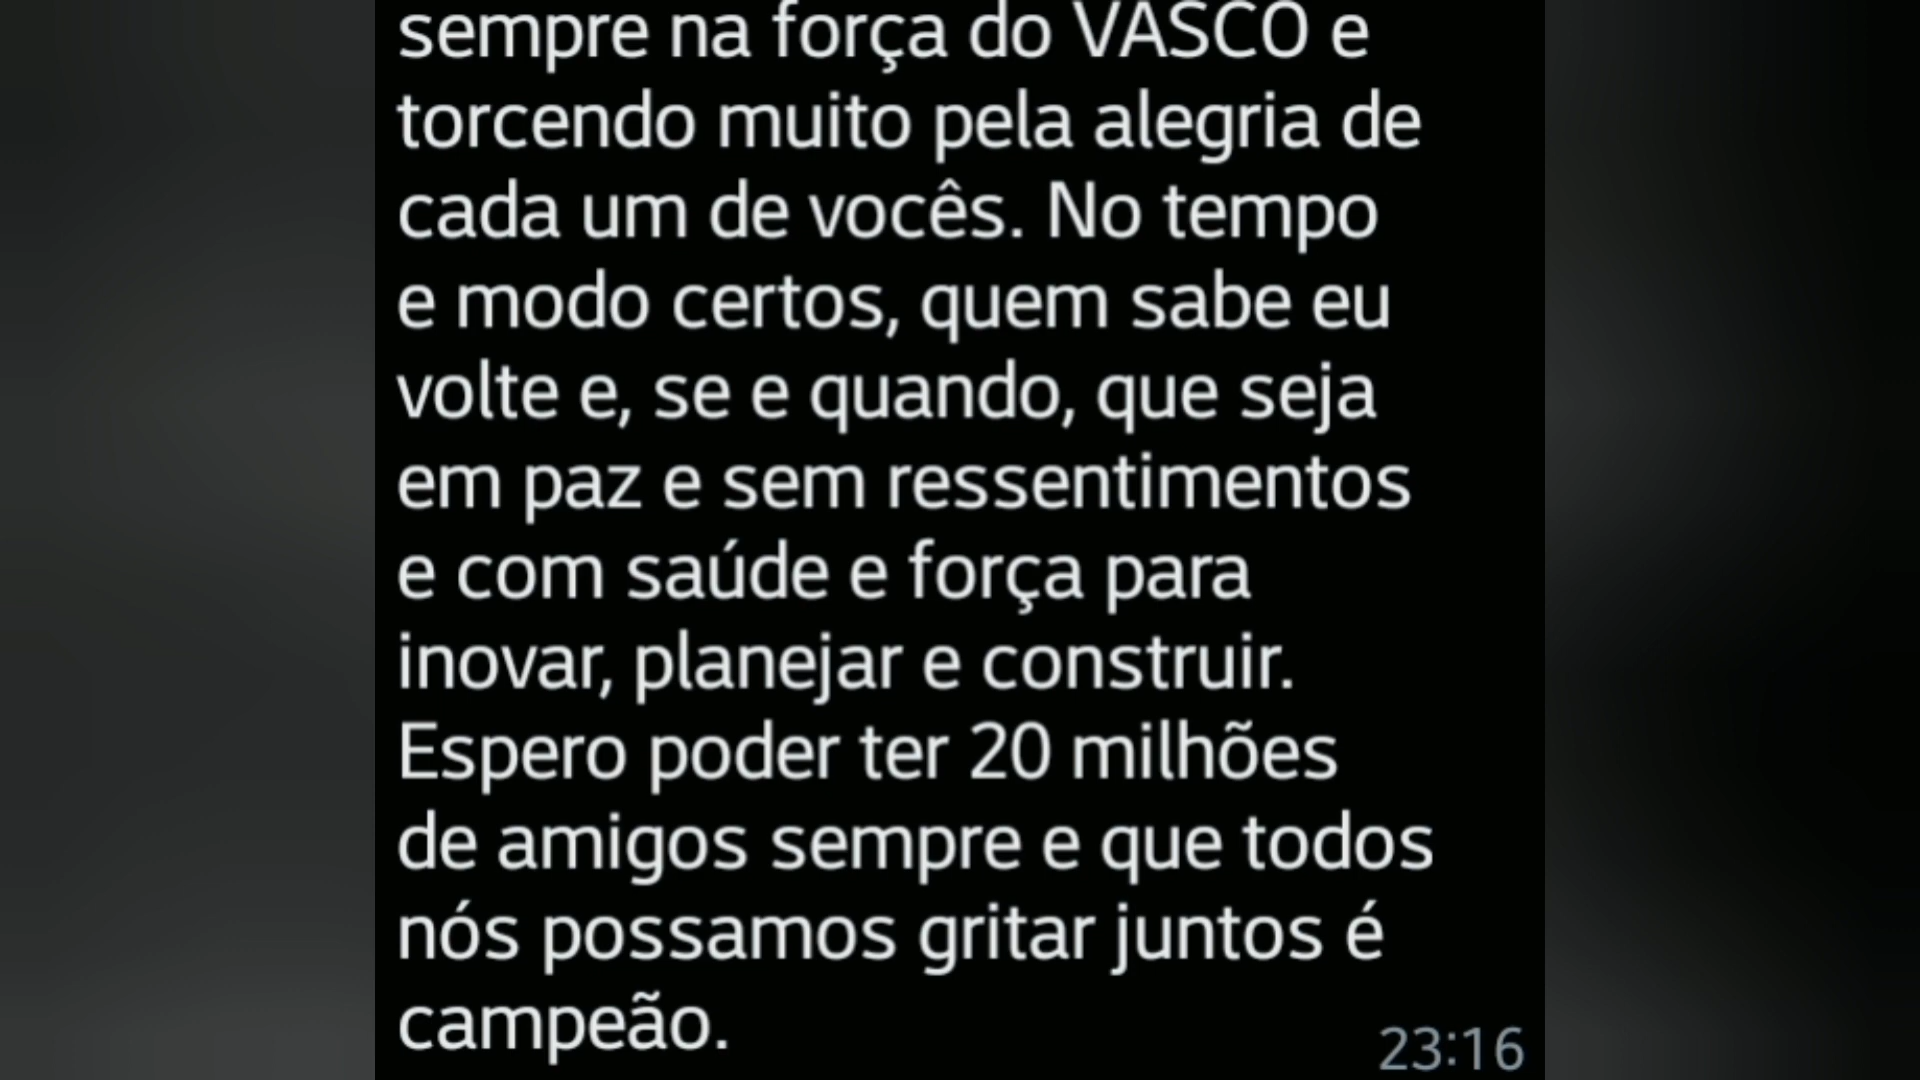 sempre na força do VASCO e
torcendo muito pela alegria de
cada um de vocês. No tempo
e modo certos, quem sabe eu
volte e, se e quando, que seja
em paz e sem ressentimentos
e com saúde e força para
inovar, planejar e construir.
Espero poder ter 20 milhões
de amigos sempre e que todos
nós possamos gritar juntos é
campeão.
23:16